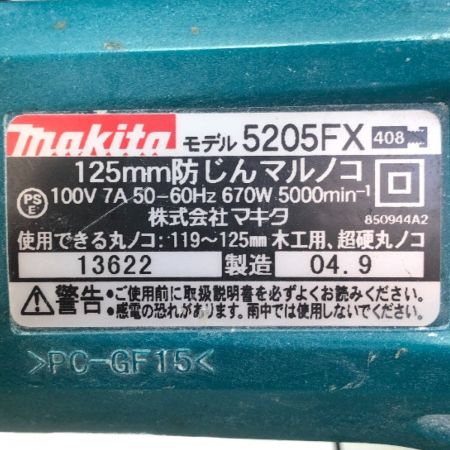 makita モデル 5205FX 408
125mm防じんマルノコ
PS E 100V 7A 50-60Hz 670W 5000min⁻¹
株式会社マキタ 850944A2
使用できる丸ノコ:119~125mm 木工用、超硬丸ノコ
13622 製造 04.9
警告 •ご使用前に取扱説明書を必ずよくお読みください。
•感電の恐れがあります。雨中では使用しないでください。
>PC-GF15<